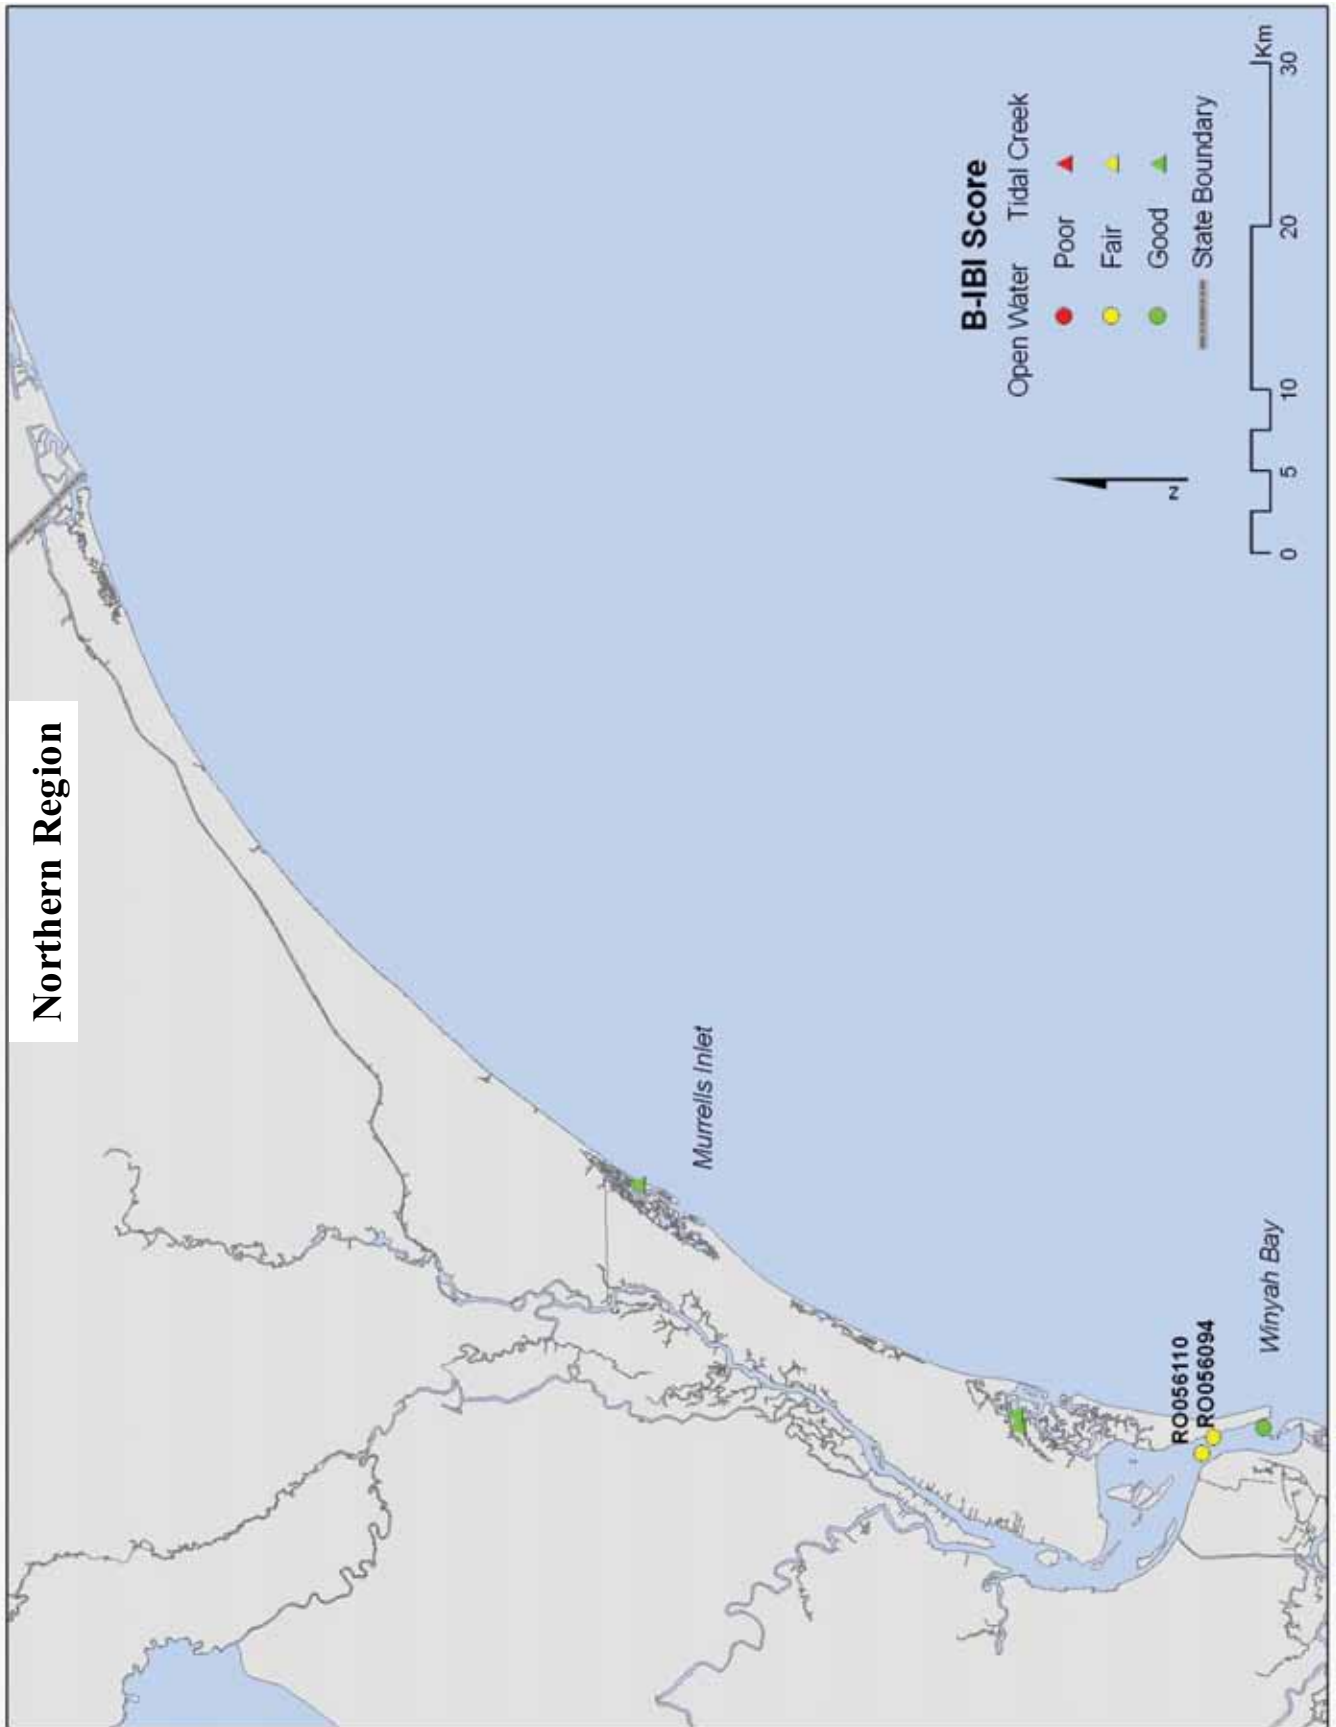 Northern Region
B-IBI Score
Open Water Tidal Creek
Poor
Fair
Good
State Boundary
N
0 5 10 20 30 Km
Murrells Inlet
RO056110
RO056094
Winyah Bay